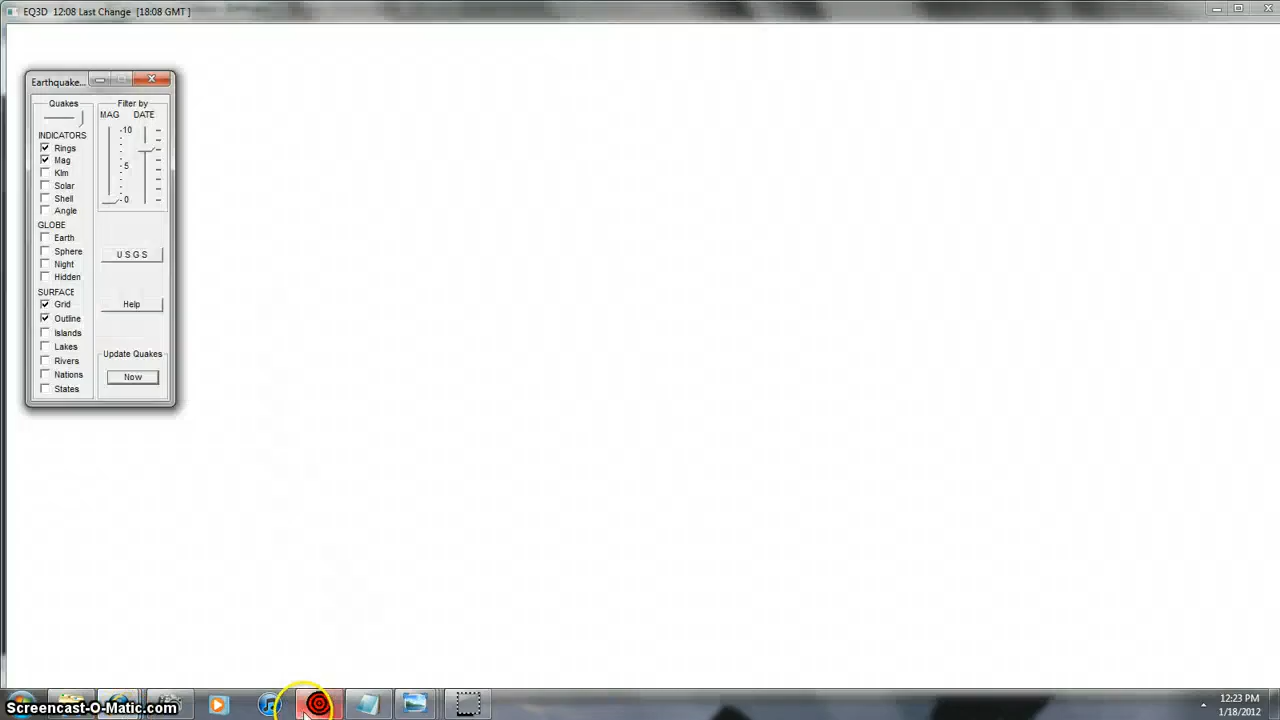 EQ3D 12:08 Last Change [18:08 GMT ]
Earthquake...
Quakes
Filter by
MAG DATE
-10
-5
-0
INDICATORS
Rings
Mag
Klm
Solar
Shell
Angle
GLOBE
Earth
Sphere
Night
Hidden
U S G S
SURFACE
Grid
Help
Outline
Islands
Lakes
Rivers
Nations
States
Update Quakes
Now
Screencast-O-Matic.com
12:23 PM
1/18/2012